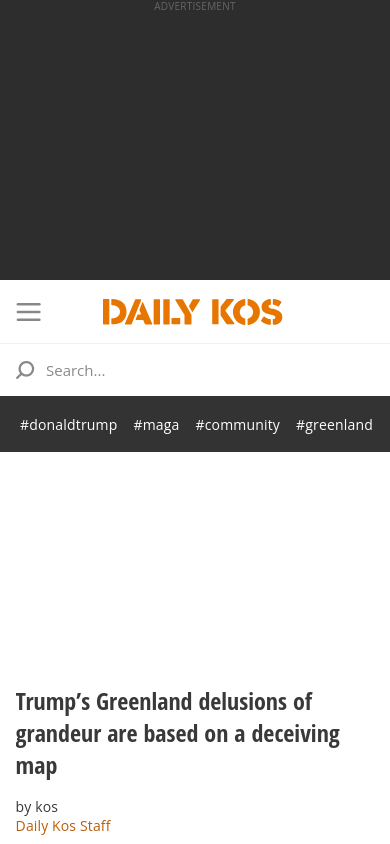 ADVERTISEMENT
DAILY KOS
Search...
#donaldtrump #maga #community #greenland
Trump’s Greenland delusions of
grandeur are based on a deceiving
map
by kos
Daily Kos Staff